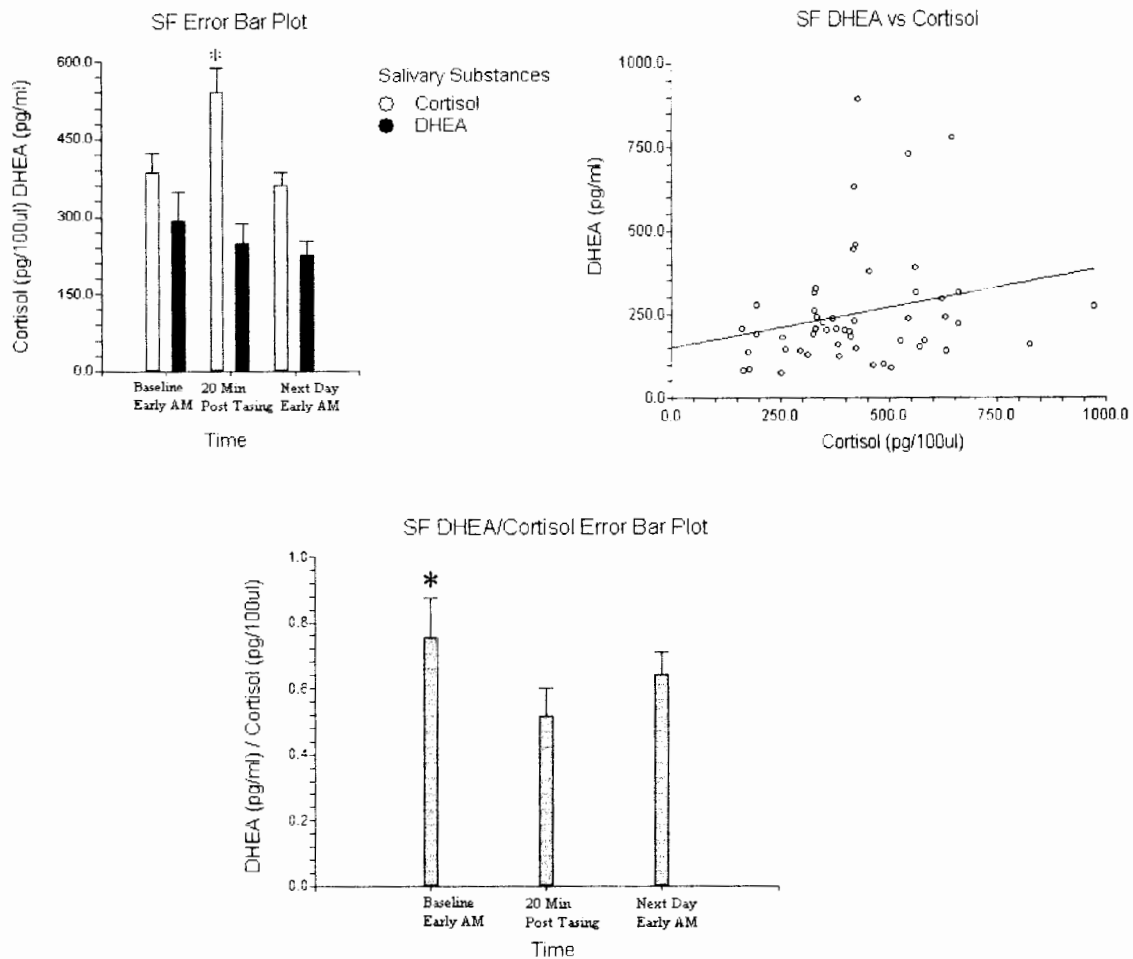 SF Error Bar Plot
*
600.0
450.0
300.0
150.0
0.0
Cortisol (pg/100ul) DHEA (pg/ml)
Baseline
Early AM
20 Min
Post Tasing
Next Day
Early AM
Time
Salivary Substances
Cortisol
DHEA
SF DHEA vs Cortisol
1000.0
750.0
500.0
250.0
0.0
DHEA (pg/ml)
0.0 250.0 500.0 750.0 1000.0
Cortisol (pg/100ul)
SF DHEA/Cortisol Error Bar Plot
*
1.0
0.8
0.6
0.4
0.2
0.0
DHEA (pg/ml) / Cortisol (pg/100ul)
Baseline
Early AM
20 Min
Post Tasing
Next Day
Early AM
Time